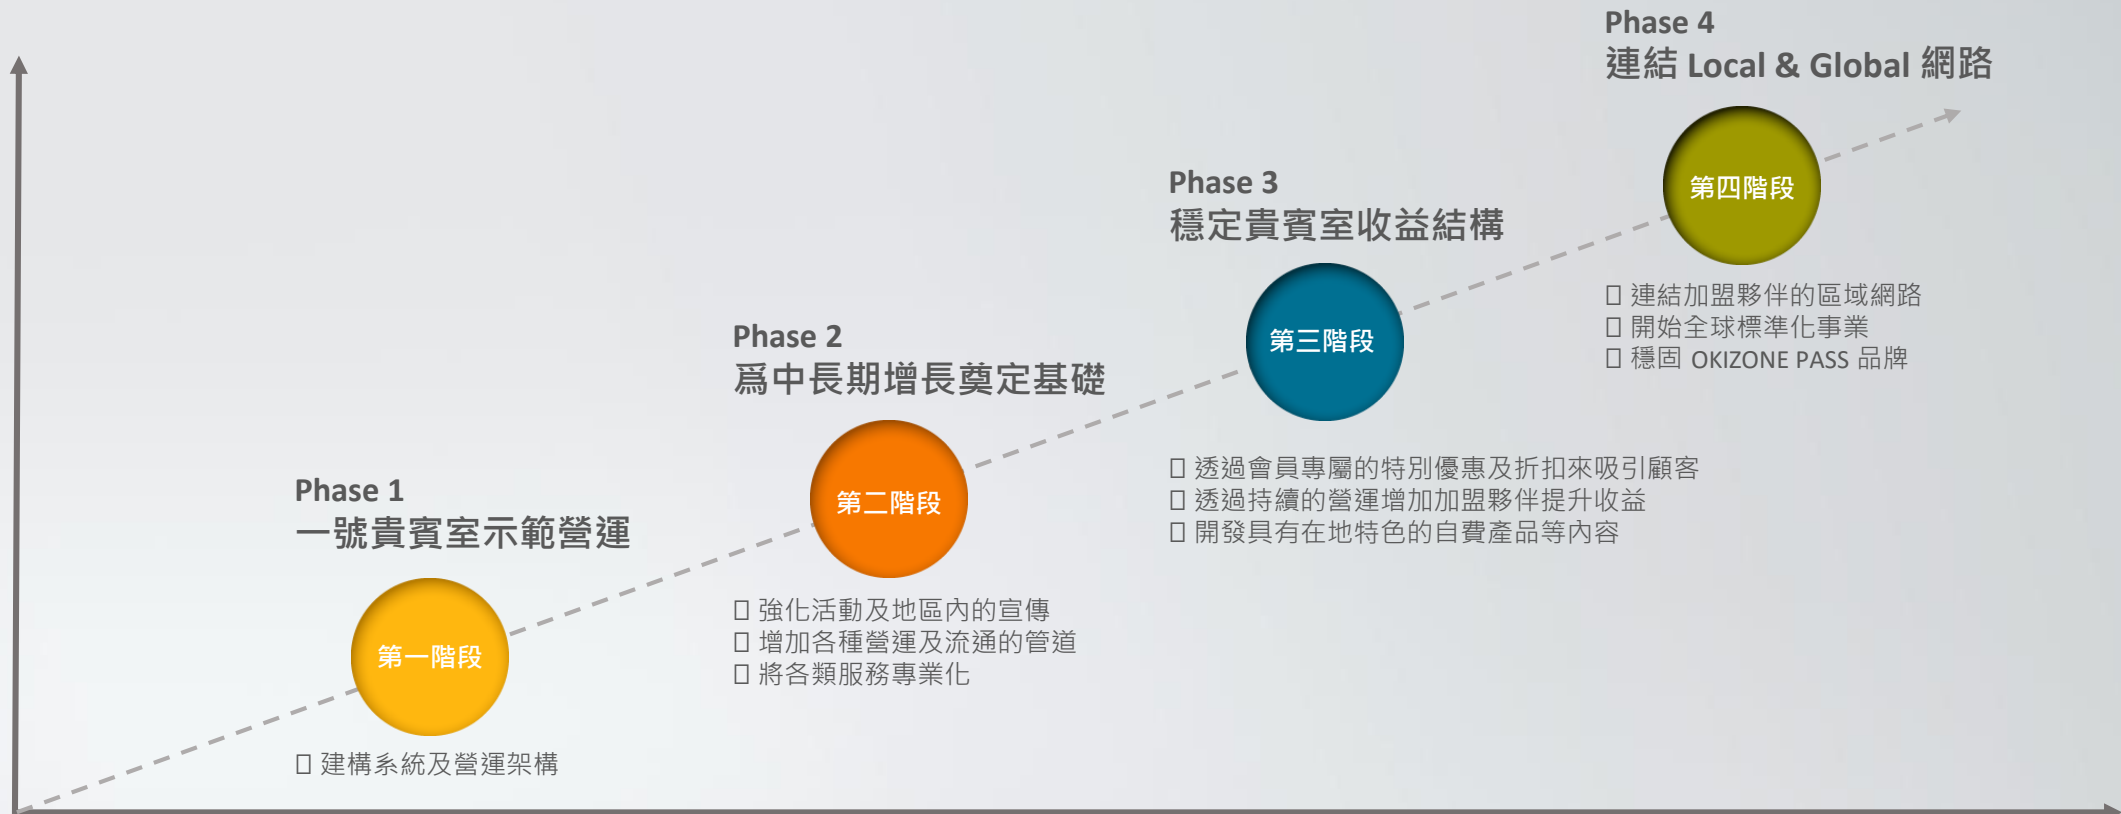 Phase 1
一號貴賓室示範營運
第一階段
▯ 建構系統及營運架構
Phase 2
爲中長期增長奠定基礎
第二階段
▯ 強化活動及地區內的宣傳
▯ 增加各種營運及流通的管道
▯ 將各類服務專業化
Phase 3
穩定貴賓室收益結構
第三階段
▯ 透過會員專屬的特別優惠及折扣來吸引顧客
▯ 透過持續的營運增加加盟夥伴提升收益
▯ 開發具有在地特色的自費產品等內容
Phase 4
連結 Local & Global 網路
第四階段
▯ 連結加盟夥伴的區域網路
▯ 開始全球標準化事業
▯ 穩固 OKIZONE PASS 品牌